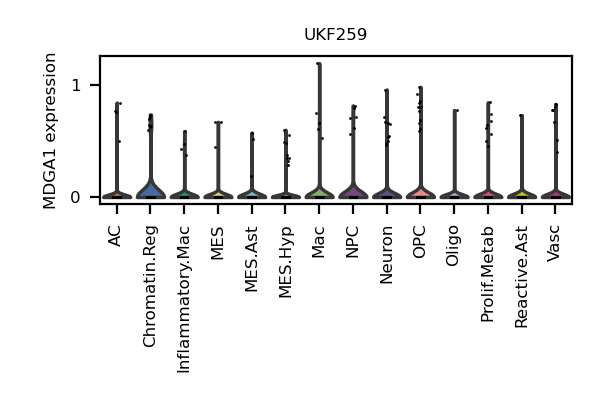 UKF259
MDGA1 expression
1
0
AC
Chromatin.Reg
Inflammatory.Mac
MES
MES.Ast
MES.Hyp
Mac
NPC
Neuron
OPC
Oligo
Prolif.Metab
Reactive.Ast
Vasc